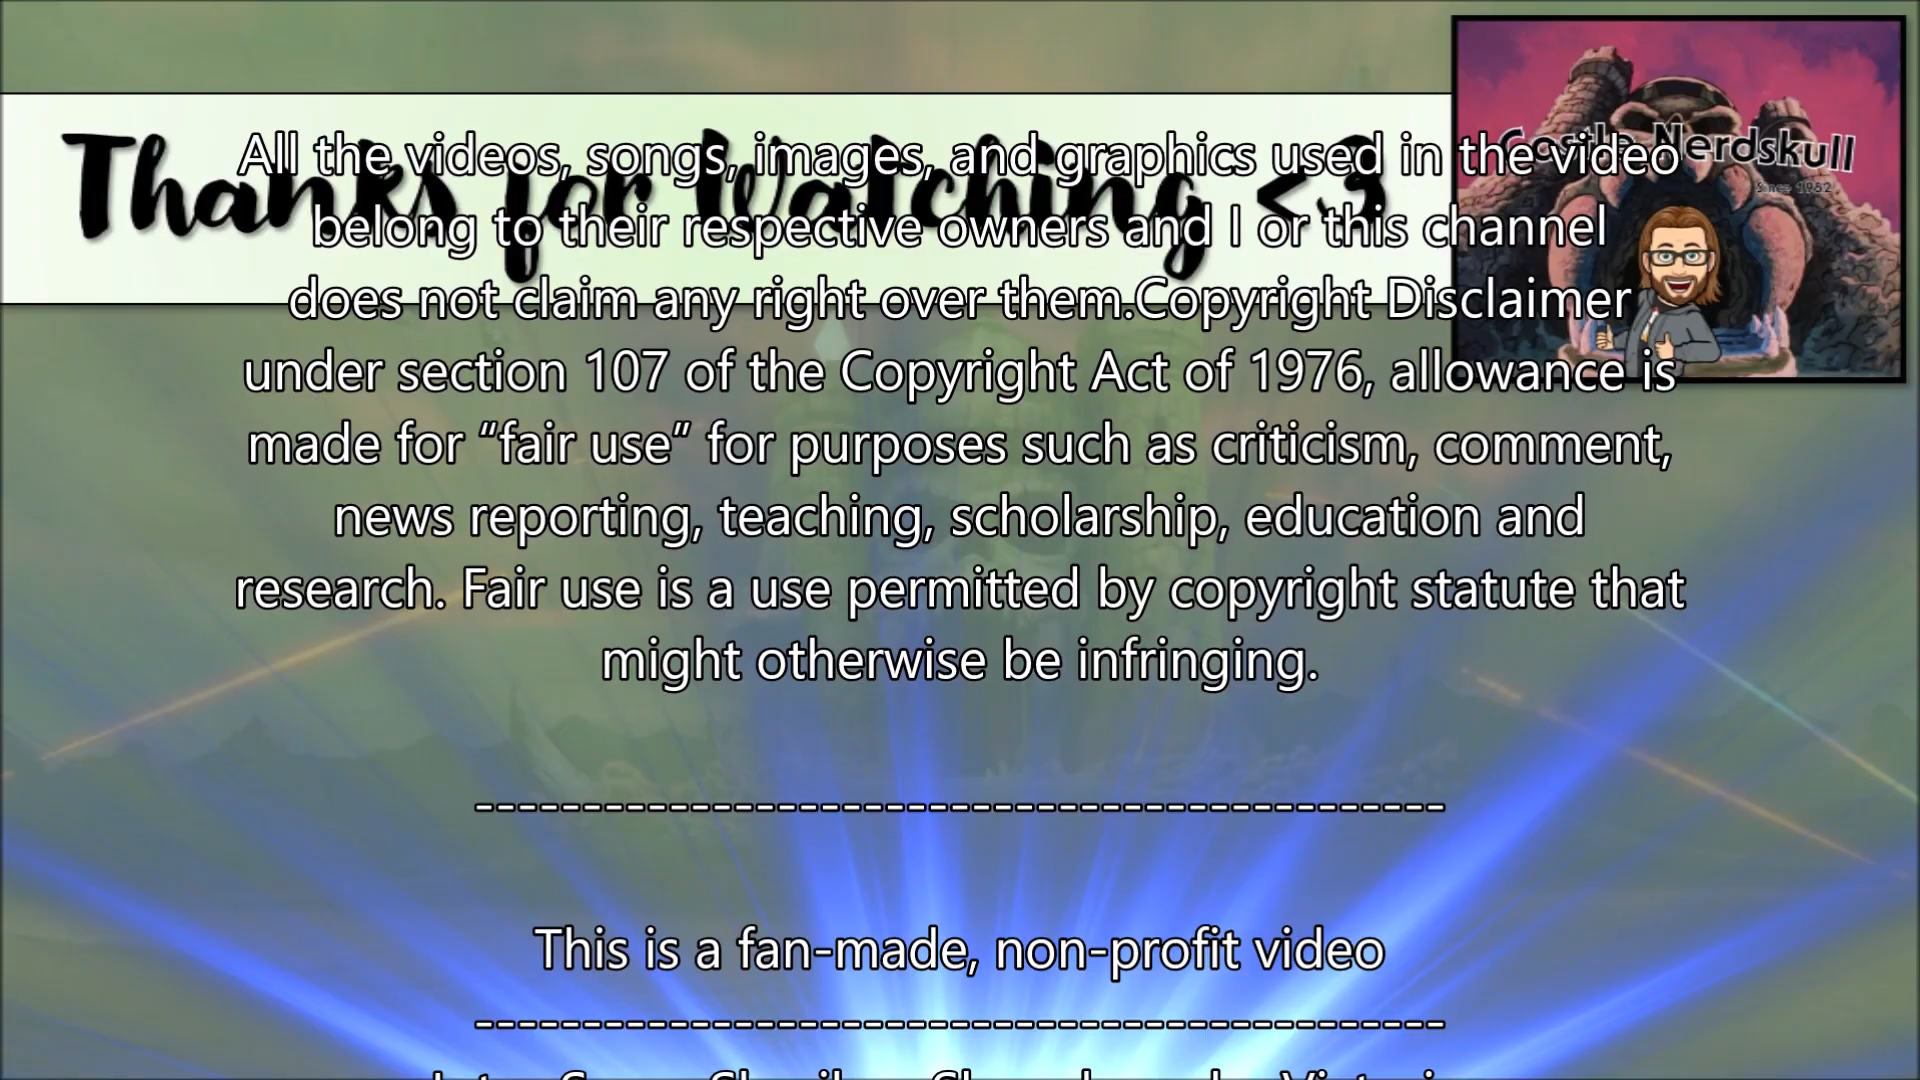 Thanks for Watching <3
Castle Nerdskull
Since 1982
All the videos, songs, images, and graphics used in the video
belong to their respective owners and I or this channel
does not claim any right over them.Copyright Disclaimer
under section 107 of the Copyright Act of 1976, allowance is
made for “fair use” for purposes such as criticism, comment,
news reporting, teaching, scholarship, education and
research. Fair use is a use permitted by copyright statute that
might otherwise be infringing.
---------------------------------------------
This is a fan-made, non-profit video
---------------------------------------------